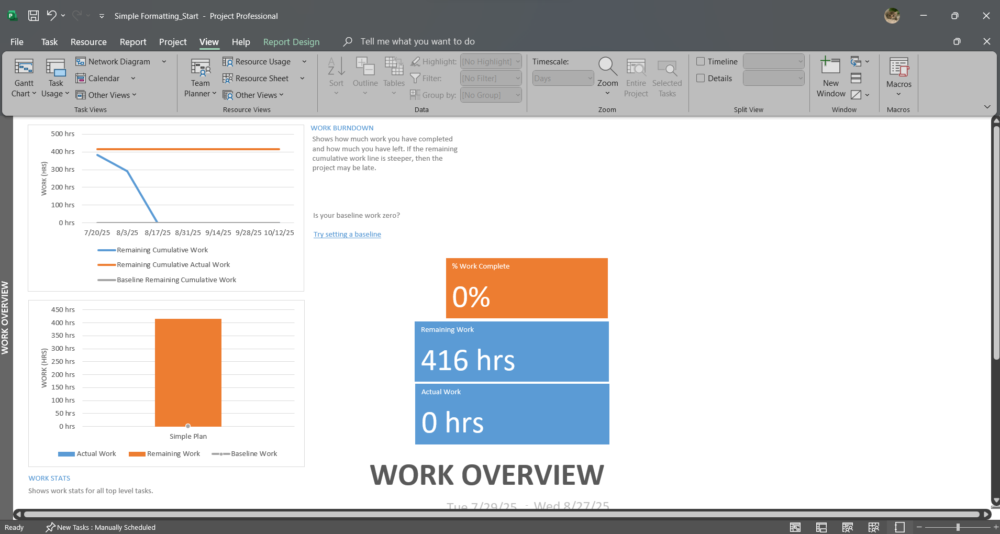 Simple Formatting_Start - Project Professional
File Task Resource Report Project View Help Report Design Tell me what you want to do
Gantt Chart
Task Usage
Network Diagram
Calendar
Other Views
Task Views
Team Planner
Resource Usage
Resource Sheet
Other Views
Resource Views
Sort
Outline
Tables
Highlight: [No Highlight]
Filter: [No Filter]
Group by: [No Group]
Data
Timescale:
Days
Zoom
Entire Project
Selected Tasks
Zoom
Timeline
Details
Split View
New Window
Window
Macros
Macros
WORK OVERVIEW
500 hrs
400 hrs
300 hrs
200 hrs
100 hrs
0 hrs
WORK (HRS)
7/20/25 8/3/25 8/17/25 8/31/25 9/14/25 9/28/25 10/12/25
Remaining Cumulative Work
Remaining Cumulative Actual Work
Baseline Remaining Cumulative Work
WORK BURNDOWN
Shows how much work you have completed
and how much you have left. If the remaining
cumulative work line is steeper, then the
project may be late.
Is your baseline work zero?
Try setting a baseline
% Work Complete
0%
Remaining Work
416 hrs
Actual Work
0 hrs
450 hrs
400 hrs
350 hrs
300 hrs
250 hrs
200 hrs
150 hrs
100 hrs
50 hrs
0 hrs
WORK (HRS)
Simple Plan
Actual Work Remaining Work Baseline Work
WORK STATS
Shows work stats for all top level tasks.
WORK OVERVIEW
Tue 7/29/25 - Wed 8/27/25
Ready New Tasks : Manually Scheduled